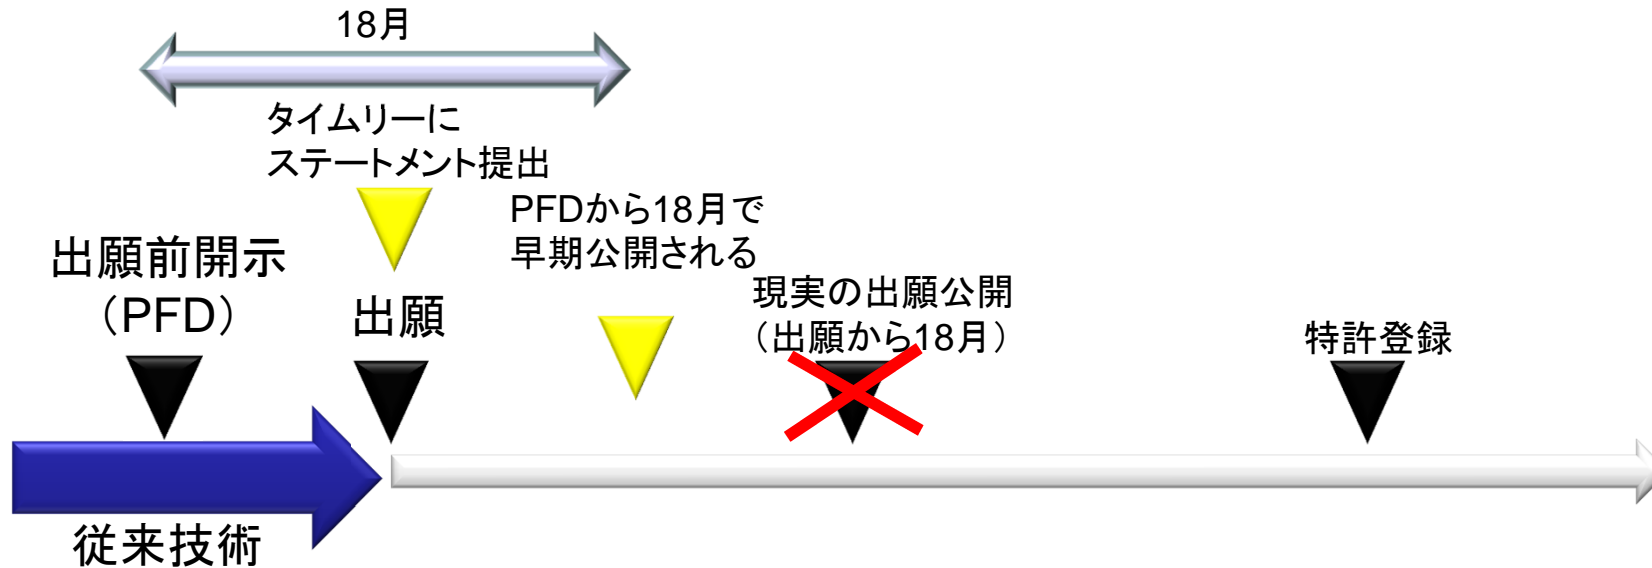 18月
タイムリーに
ステートメント提出
PFDから18月で
早期公開される
出願前開示
（PFD）
出願
現実の出願公開
（出願から18月）
特許登録
従来技術